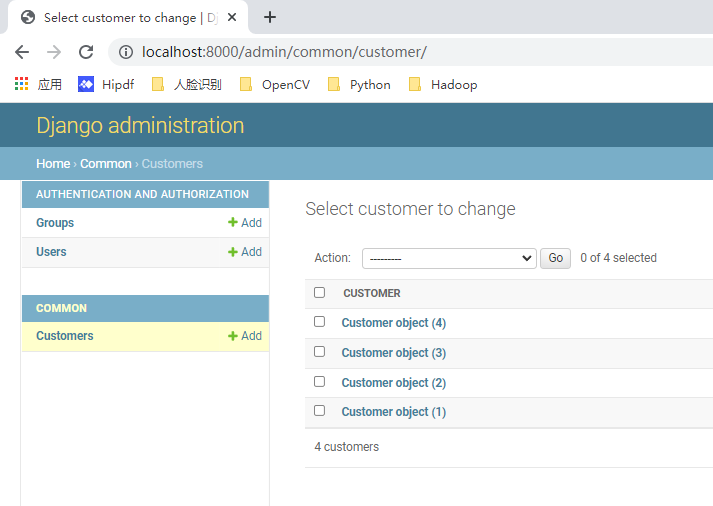 Select customer to change | Dj
localhost:8000/admin/common/customer/
应用 Hipdf 人脸识别 OpenCV Python Hadoop
Django administration
Home › Common › Customers
AUTHENTICATION AND AUTHORIZATION
Groups + Add
Users + Add
COMMON
Customers + Add
Select customer to change
Action: --------- Go 0 of 4 selected
CUSTOMER
Customer object (4)
Customer object (3)
Customer object (2)
Customer object (1)
4 customers